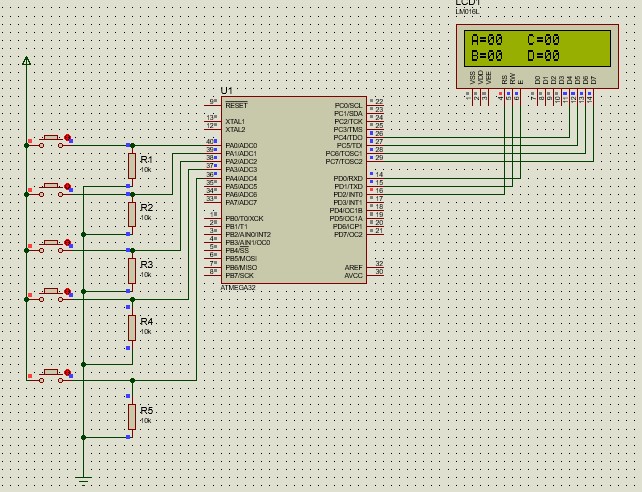 LCD1
LM016L
A=00 C=00
B=00 D=00
VSS
VDD
VEE
RS
RW
E
D0
D1
D2
D3
D4
D5
D6
D7
1
2
3
4
5
6
7
8
9
10
11
12
13
14
U1
9 RESET PC0/SCL 22
PC1/SDA 23
13 XTAL1 PC2/TCK 24
12 XTAL2 PC3/TMS 25
PC4/TDO 26
40 PA0/ADC0 PC5/TDI 27
39 PA1/ADC1 PC6/TOSC1 28
38 PA2/ADC2 PC7/TOSC2 29
37 PA3/ADC3
36 PA4/ADC4 PD0/RXD 14
35 PA5/ADC5 PD1/TXD 15
34 PA6/ADC6 PD2/INT0 16
33 PA7/ADC7 PD3/INT1 17
PD4/OC1B 18
1 PB0/T0/XCK PD5/OC1A 19
2 PB1/T1 PD6/ICP1 20
3 PB2/AIN0/INT2 PD7/OC2 21
4 PB3/AIN1/OC0
5 PB4/SS
6 PB5/MOSI
7 PB6/MISO AREF 32
8 PB7/SCK AVCC 30
ATMEGA32
R1
10k
R2
10k
R3
10k
R4
10k
R5
10k